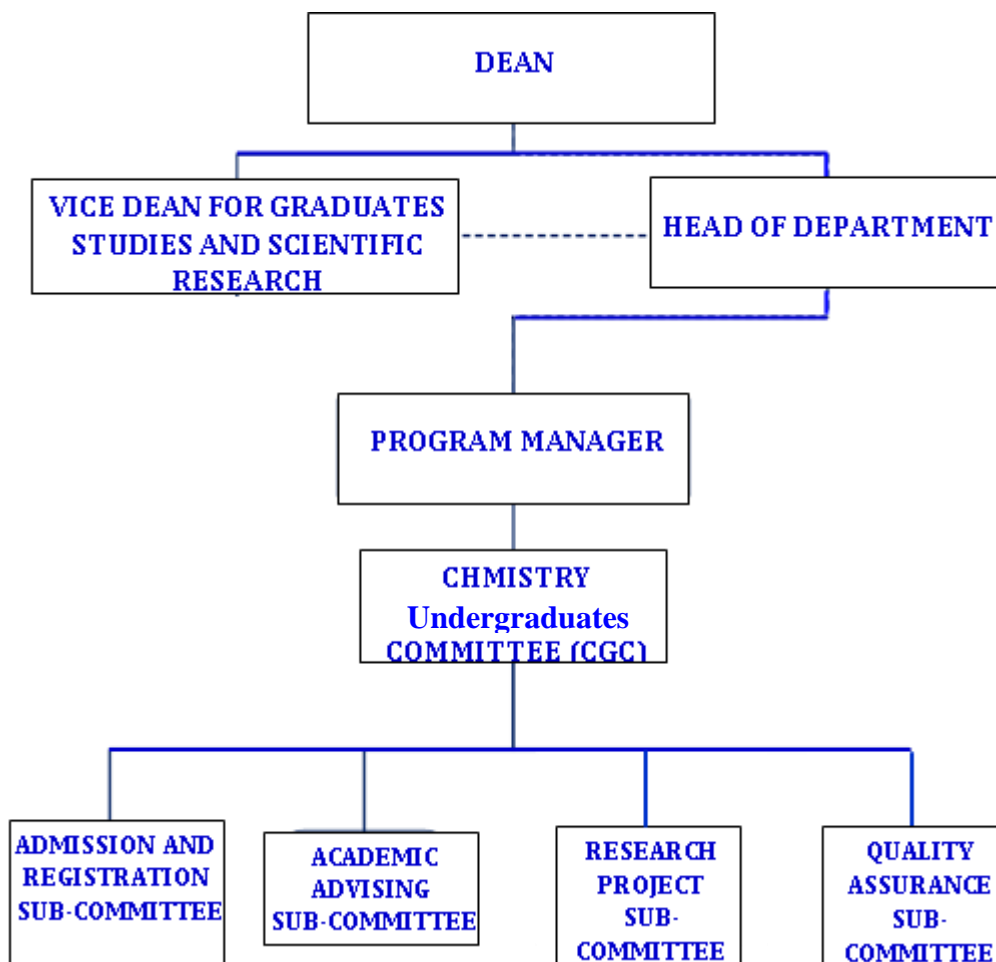 DEAN
VICE DEAN FOR GRADUATES
STUDIES AND SCIENTIFIC
RESEARCH
HEAD OF DEPARTMENT
PROGRAM MANAGER
CHMISTRY
Undergraduates
COMMITTEE (CGC)
ADMISSION AND
REGISTRATION
SUB-COMMITTEE
ACADEMIC
ADVISING
SUB-COMMITTEE
RESEARCH
PROJECT
SUB-
COMMITTEE
QUALITY
ASSURANCE
SUB-
COMMITTEE